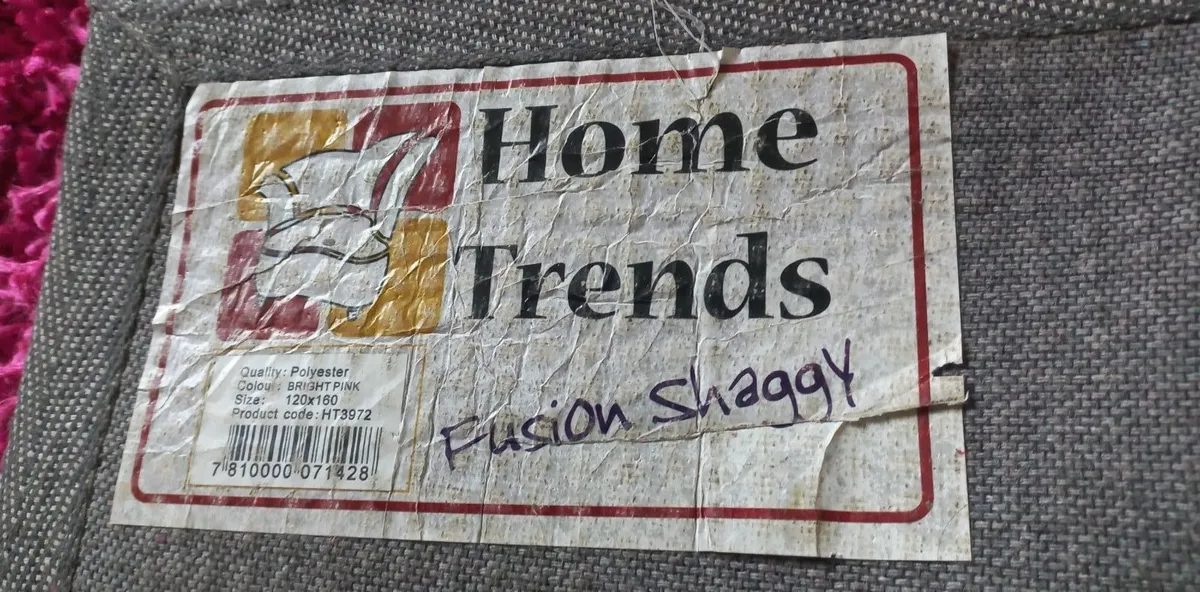 Home
Trends
Quality: Polyester
Colour : BRIGHT PINK
Size: 120x160
Product code: HT3972
7 810000 071428
Fusion Shaggy